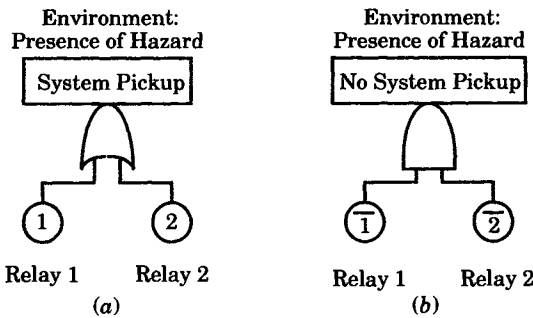 Environment:
Presence of Hazard
System Pickup
1
2
Relay 1
Relay 2
(a)
Environment:
Presence of Hazard
No System Pickup
1̅
2̅
Relay 1
Relay 2
(b)